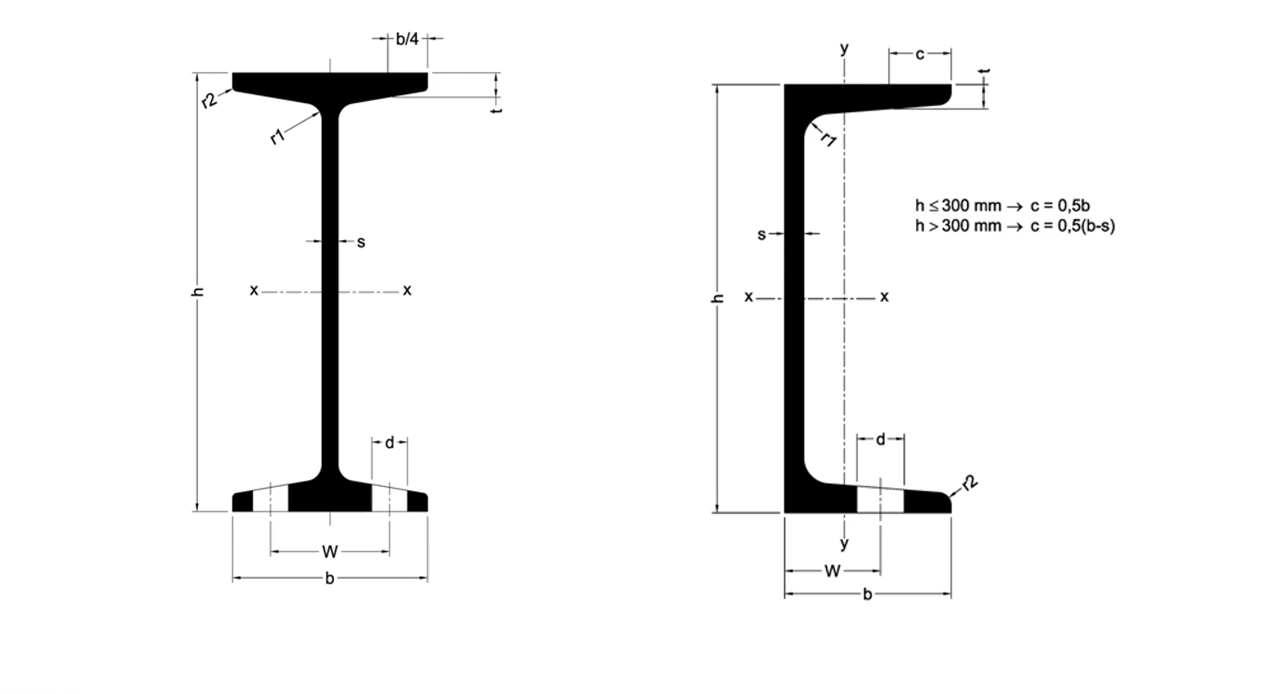 b/4
r2
r1
t
s
h
x
x
d
W
b
y
c
t
r1
h ≤ 300 mm → c = 0,5b
h > 300 mm → c = 0,5(b-s)
s
h
x
x
d
r2
y
W
b